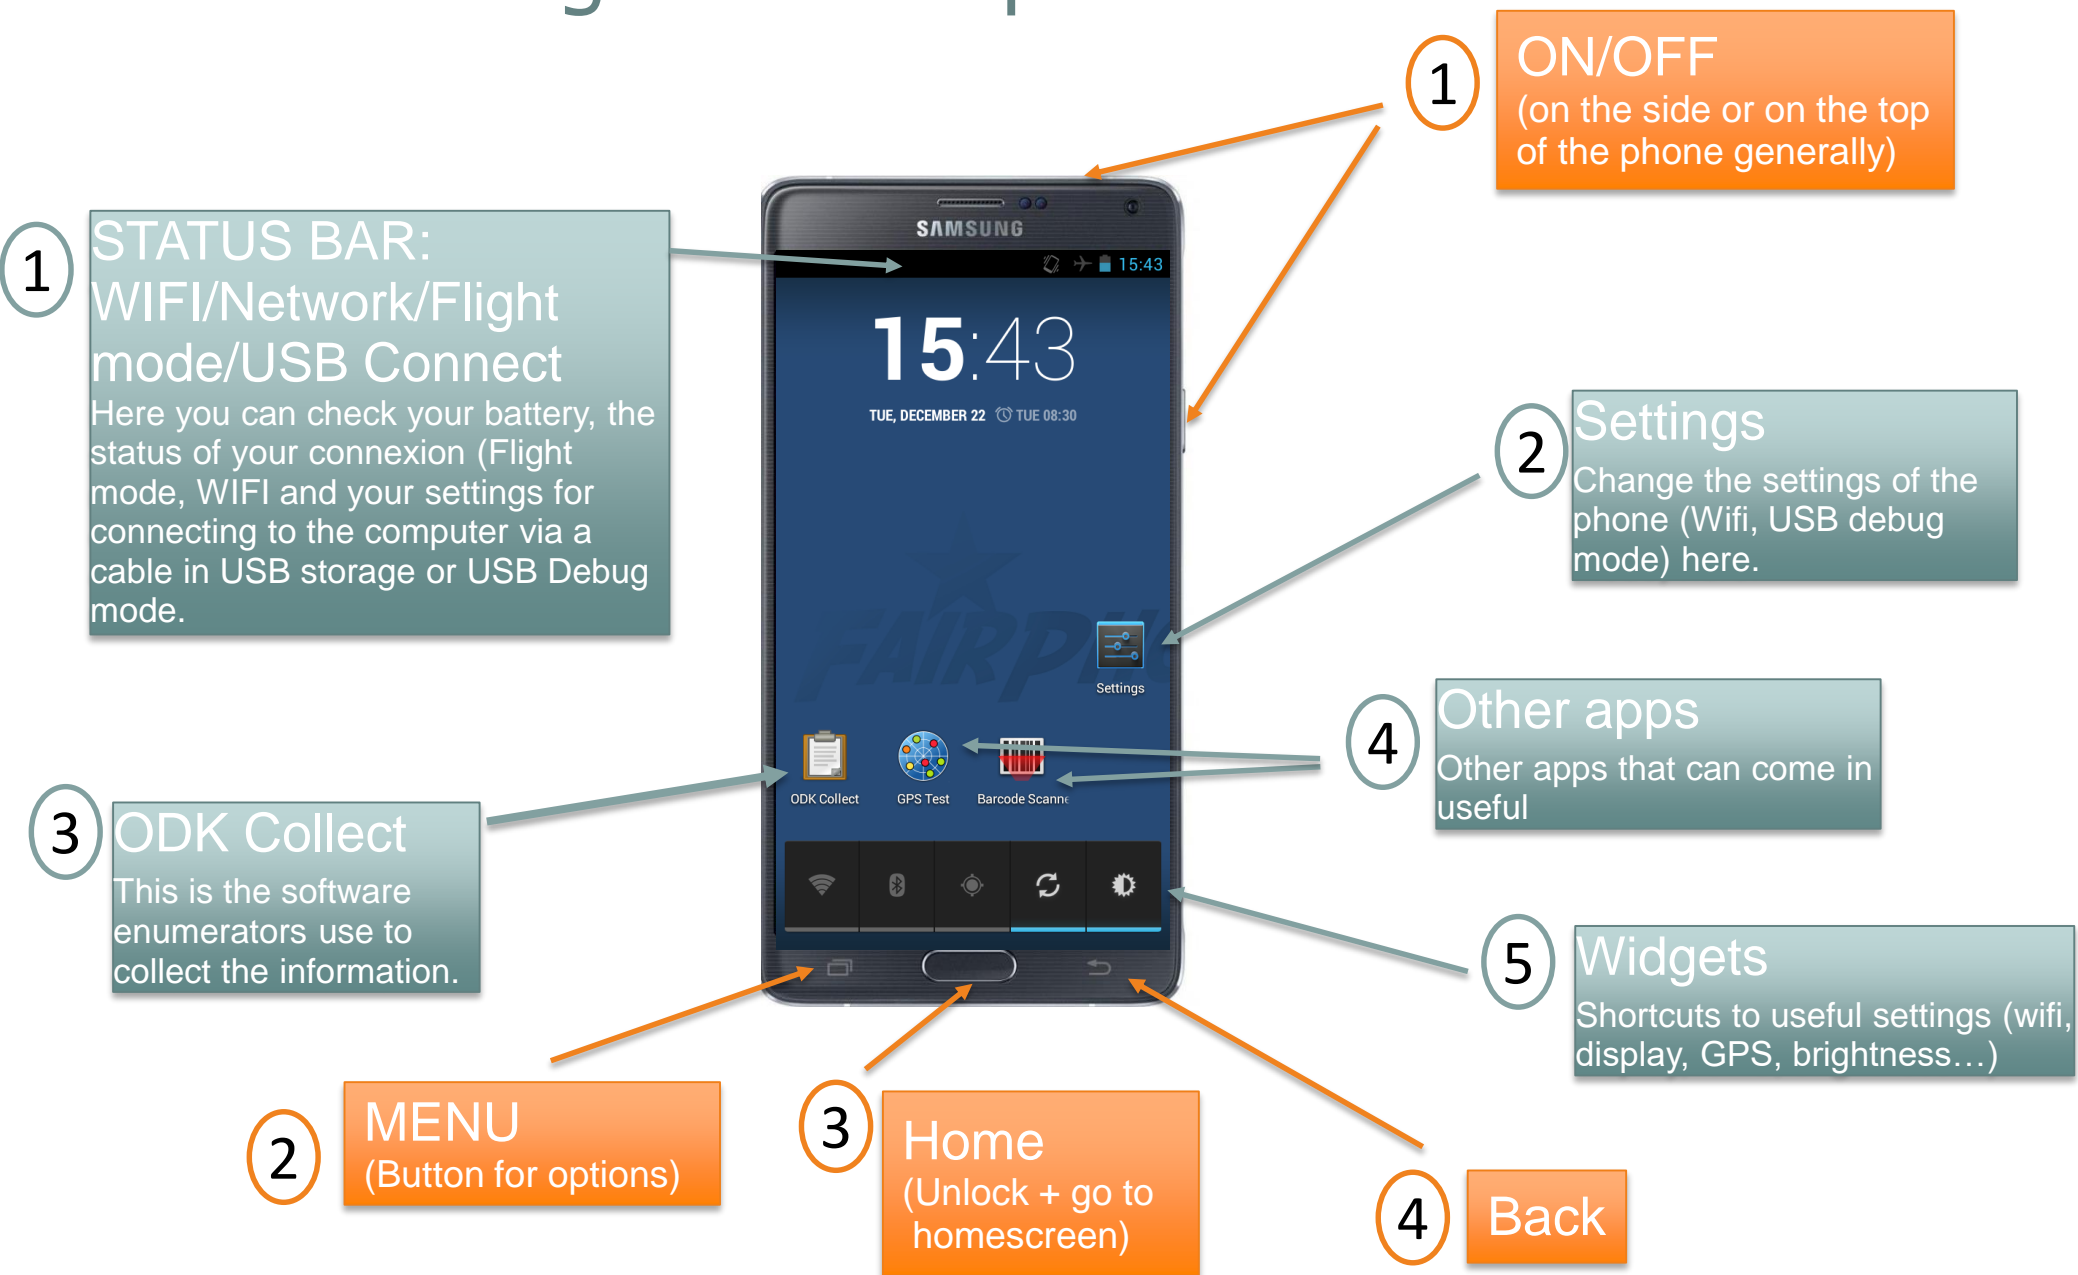 1
ON/OFF
(on the side or on the top
of the phone generally)
1
STATUS BAR:
WIFI/Network/Flight
mode/USB Connect
Here you can check your battery, the
status of your connexion (Flight
mode, WIFI and your settings for
connecting to the computer via a
cable in USB storage or USB Debug
mode.
SAMSUNG
15:43
15:43
TUE, DECEMBER 22 TUE 08:30
2
Settings
Change the settings of the
phone (Wifi, USB debug
mode) here.
FAIRPHO
Settings
4
Other apps
Other apps that can come in
useful
ODK Collect
GPS Test
Barcode Scanne
3
ODK Collect
This is the software
enumerators use to
collect the information.
5
Widgets
Shortcuts to useful settings (wifi,
display, GPS, brightness...)
2
MENU
(Button for options)
3
Home
(Unlock + go to
homescreen)
4
Back